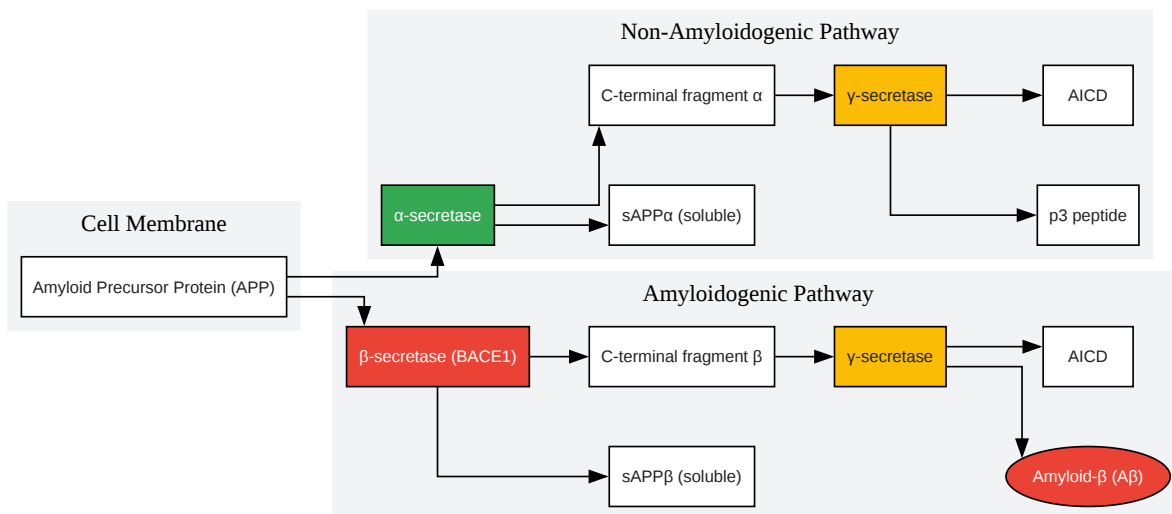 Non-Amyloidogenic Pathway
C-terminal fragment α
γ-secretase
AICD
α-secretase
sAPPα (soluble)
p3 peptide
Cell Membrane
Amyloid Precursor Protein (APP)
Amyloidogenic Pathway
β-secretase (BACE1)
C-terminal fragment β
γ-secretase
AICD
sAPPβ (soluble)
Amyloid-β (Aβ)